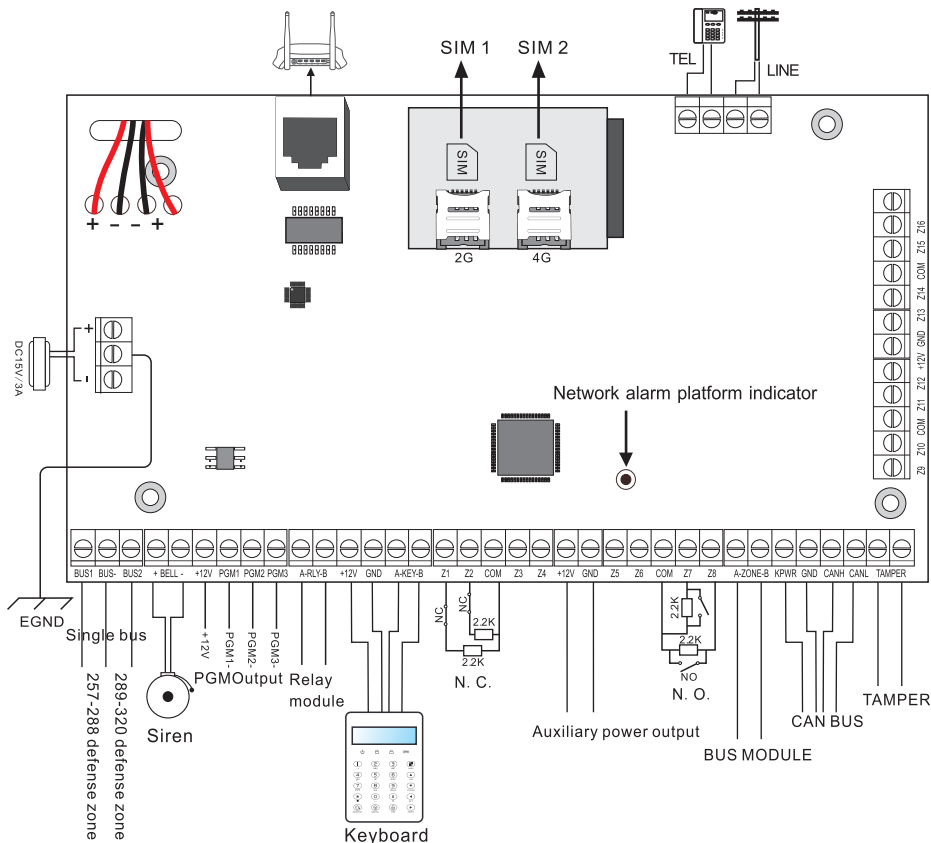 SIM 1
SIM 2
TEL
LINE
SIM
SIM
2G
4G
+ - - +
+
-
DC15V/3A
Z16
Z15
COM
Z14
Z13
GND
+12V
Z12
Z11
COM
Z10
Z9
Network alarm platform indicator
BUS1 BUS- BUS2 + BELL - +12V PGM1 PGM2 PGM3 A-RLY-B +12V GND A-KEY-B Z1 Z2 COM Z3 Z4 +12V GND Z5 Z6 COM Z7 Z8 A-ZONE-B KPWR GND CANH CANL TAMPER
EGND
Single bus
257-288 defense zone
289-320 defense zone
Siren
+12V
PGM1-
PGM2-
PGM3-
PGMOutput
Relay
module
Keyboard
NC
NC
2.2K
2.2K
N. C.
Auxiliary power output
2.2K
2.2K
NO
N. O.
BUS MODULE
CAN BUS
TAMPER